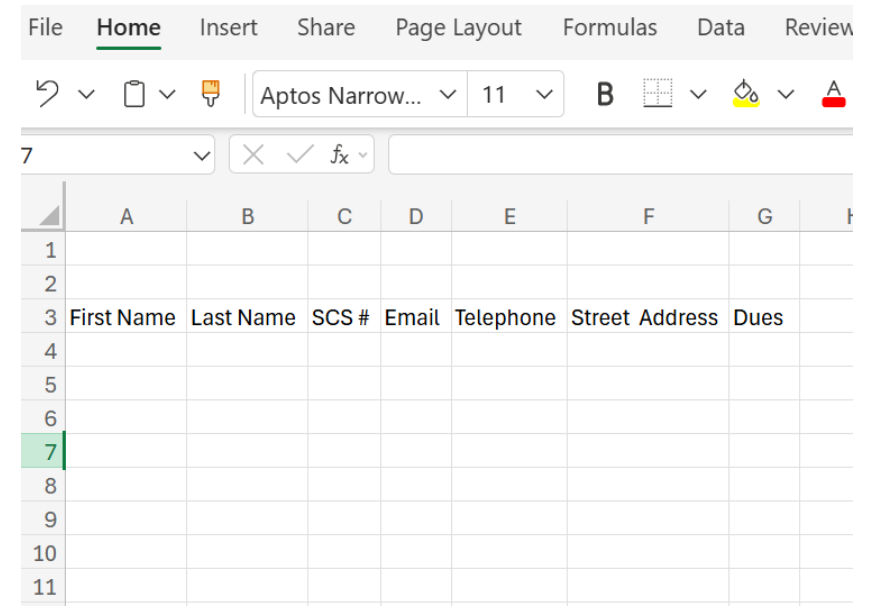 File Home Insert Share Page Layout Formulas Data Review
Aptos Narrow... 11 B A
7 fx
A B C D E F G
1
2
3 First Name Last Name SCS # Email Telephone Street Address Dues
4
5
6
7
8
9
10
11